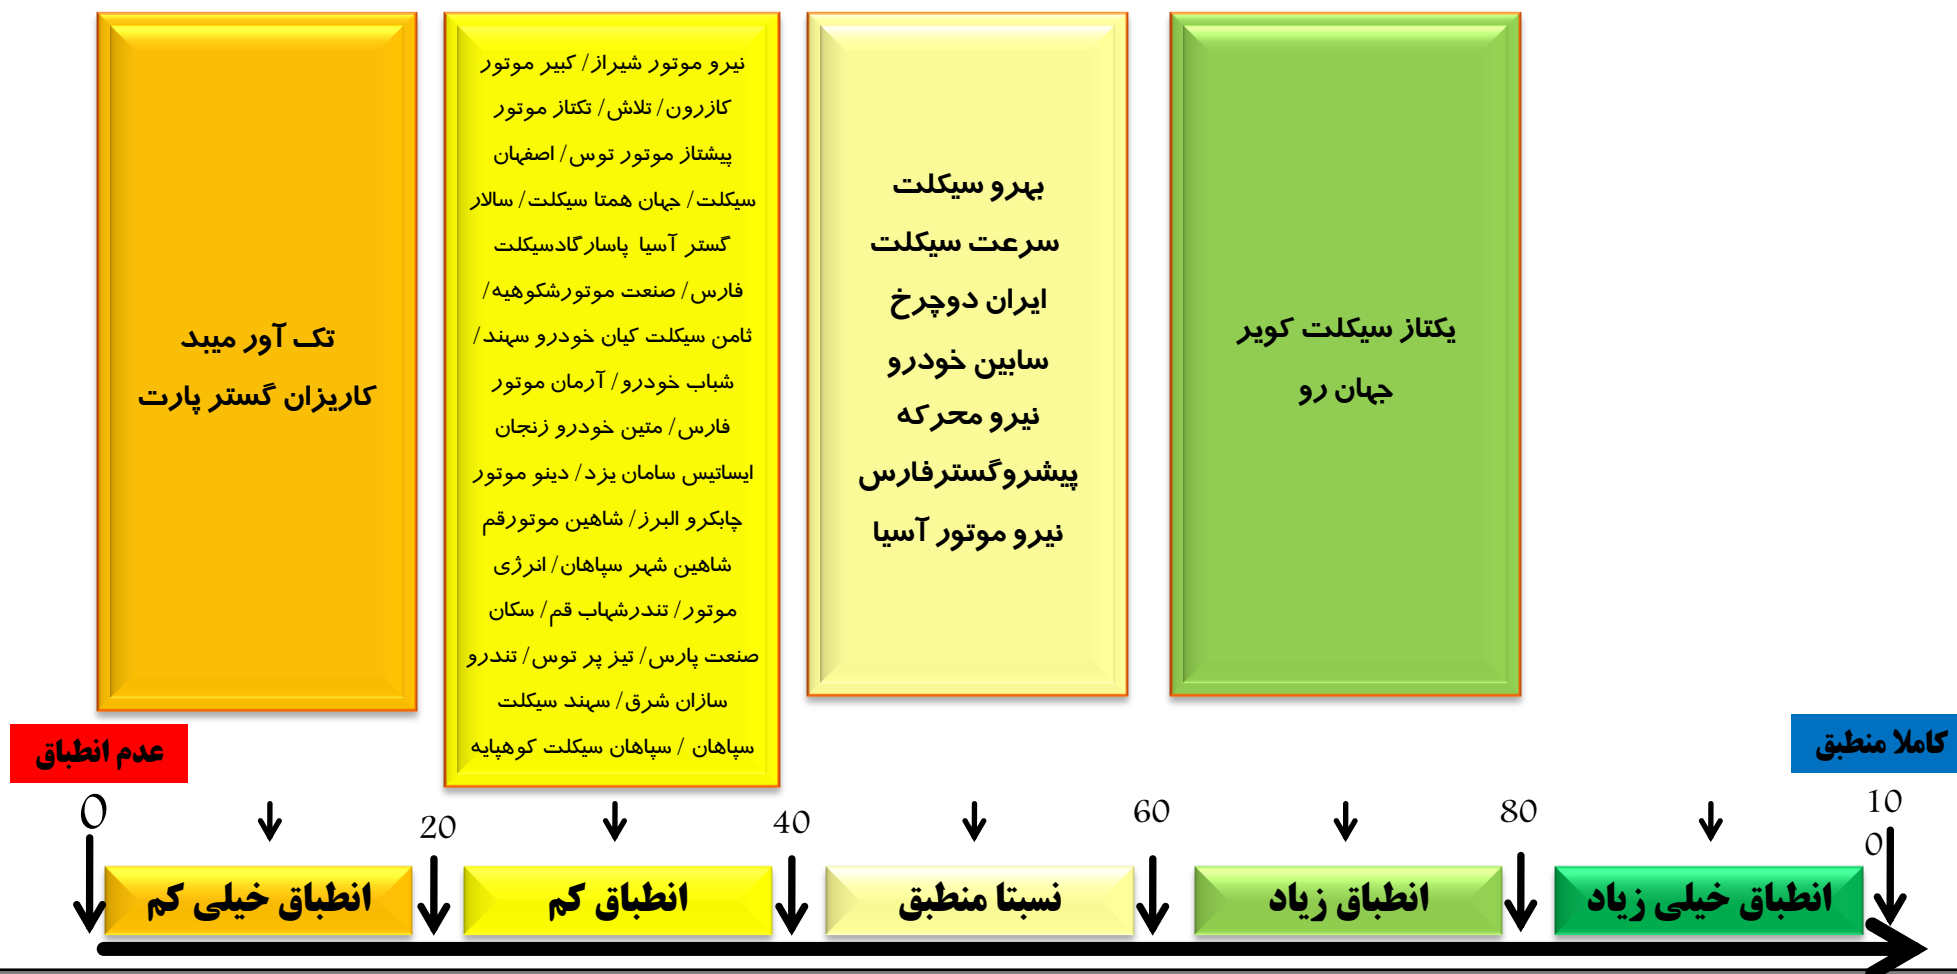 تک آور میبد
کاریزان گستر پارت
نیرو موتور شیراز/ کبیر موتور
کازرون/ تلاش/ تکتاز موتور
پیشتاز موتور توس/ اصفهان
سیکلت/ جهان همتا سیکلت/ سالار
گستر آسیا پاسارگادسیکلت
فارس/ صنعت موتورشکوهیه/
ثامن سیکلت کیان خودرو سهند/
شباب خودرو/ آرمان موتور
فارس/ متین خودرو زنجان
ایساتیس سامان یزد/ دینو موتور
چابکرو البرز/ شاهین موتورقم
شاهین شهر سپاهان/ انرژی
موتور/ تندرشهاب قم/ سکان
صنعت پارس/ تیز پر توس/ تندرو
سازان شرق/ سهند سیکلت
سپاهان / سپاهان سیکلت کوهپایه
بهرو سیکلت
سرعت سیکلت
ایران دوچرخ
سابین خودرو
نیرو محرکه
پیشروگسترفارس
نیرو موتور آسیا
یکتاز سیکلت کویر
جهان رو
عدم انطباق
کاملا منطبق
0
20
40
60
80
10
0
انطباق خیلی کم
انطباق کم
نسبتا منطبق
انطباق زیاد
انطباق خیلی زیاد